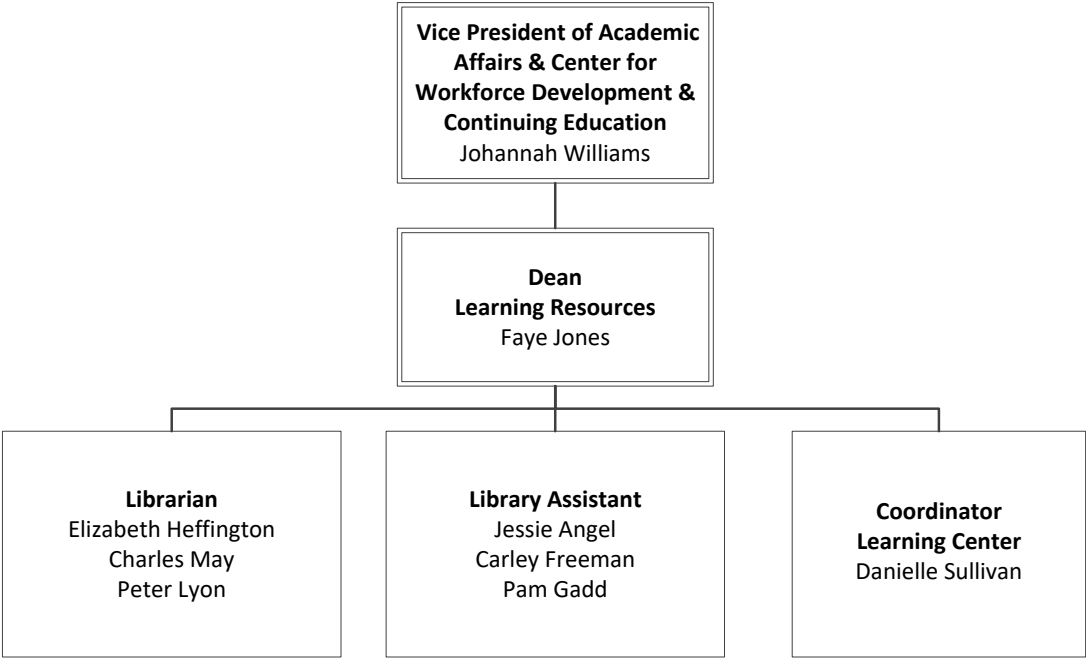 Vice President of Academic
Affairs & Center for
Workforce Development &
Continuing Education
Johannah Williams
Dean
Learning Resources
Faye Jones
Librarian
Elizabeth Heffington
Charles May
Peter Lyon
Library Assistant
Jessie Angel
Carley Freeman
Pam Gadd
Coordinator
Learning Center
Danielle Sullivan